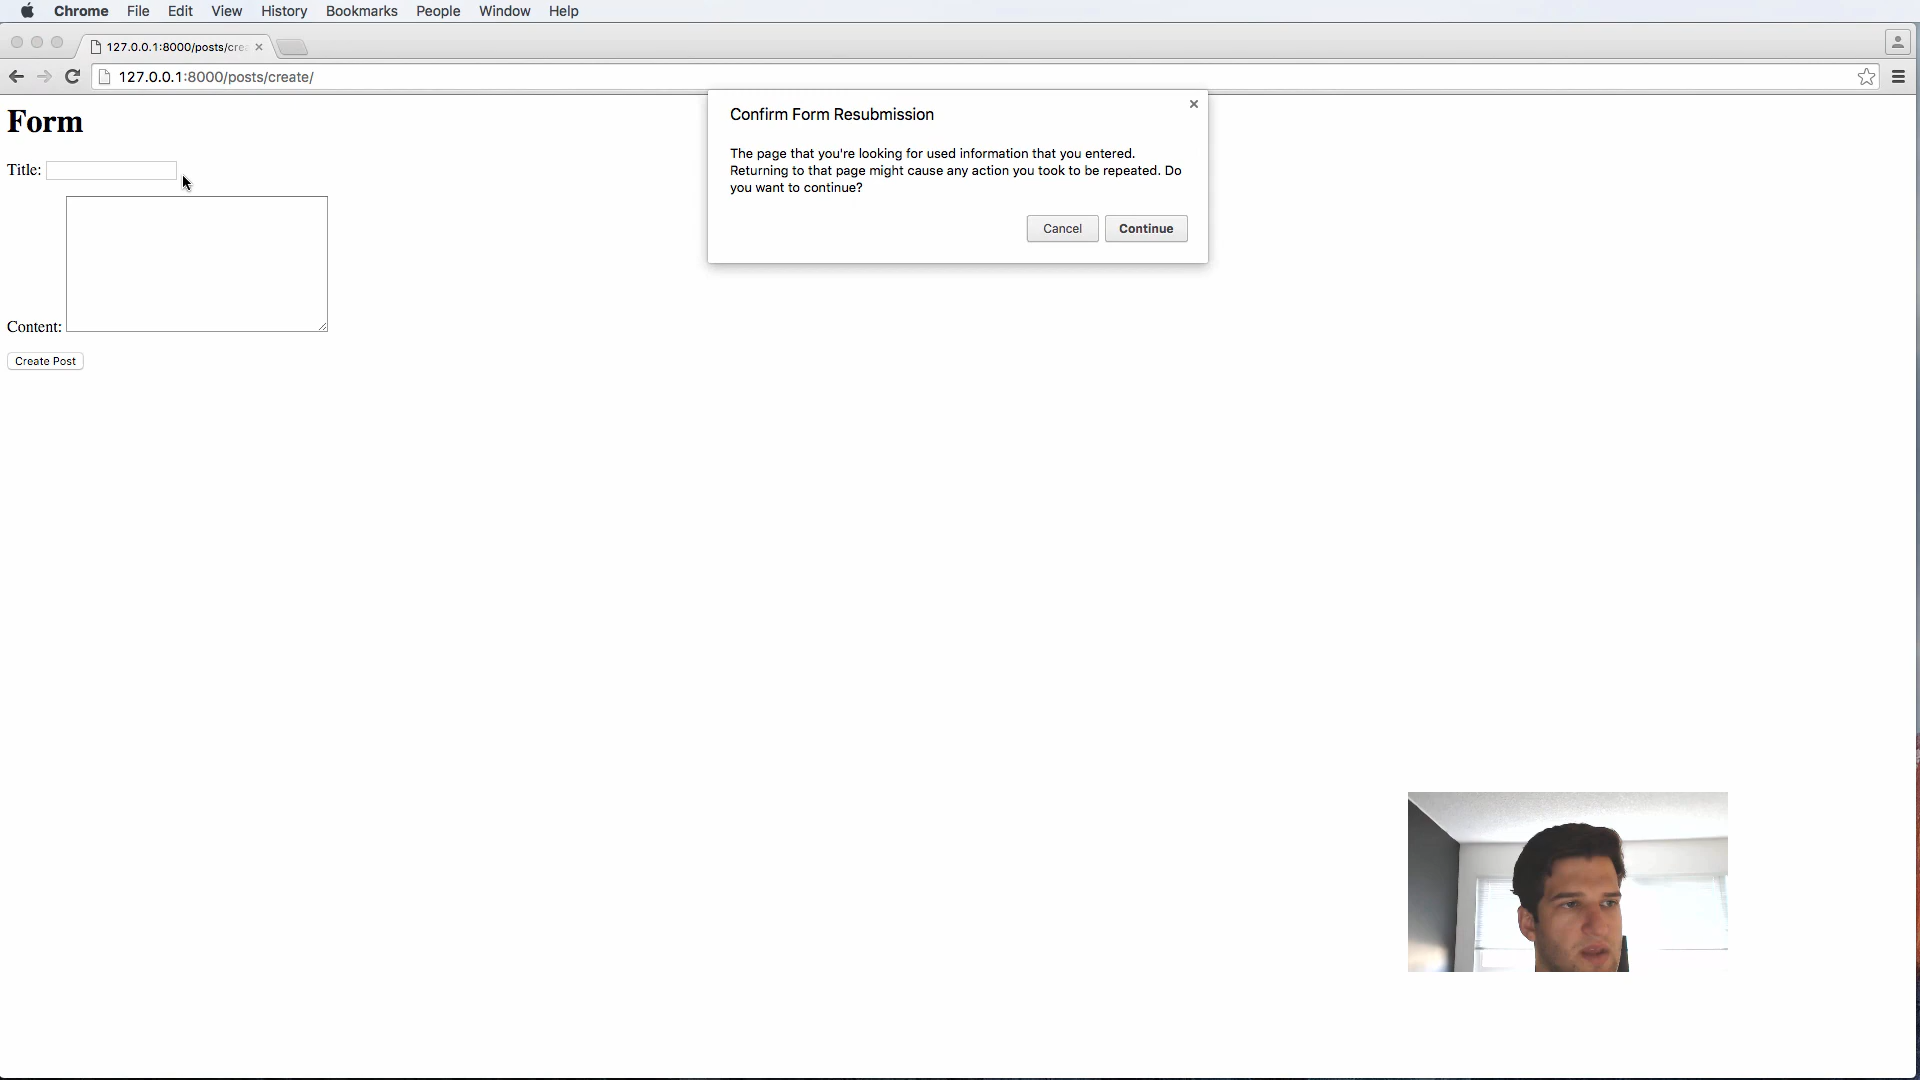 Chrome File Edit View History Bookmarks People Window Help
127.0.0.1:8000/posts/cre
127.0.0.1:8000/posts/create/
Form
Title:
Content:
Create Post
Confirm Form Resubmission
The page that you're looking for used information that you entered.
Returning to that page might cause any action you took to be repeated. Do
you want to continue?
Cancel Continue